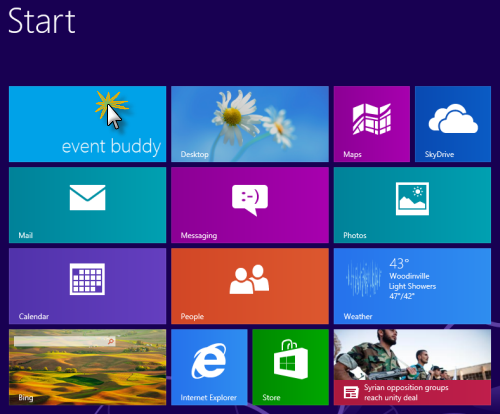 Start
event buddy
Desktop
Maps
SkyDrive
Mail
Messaging
:-)
Photos
Calendar
People
43°
Woodinville
Light Showers
47°/42°
Weather
Bing
Internet Explorer
Store
Syrian opposition groups
reach unity deal